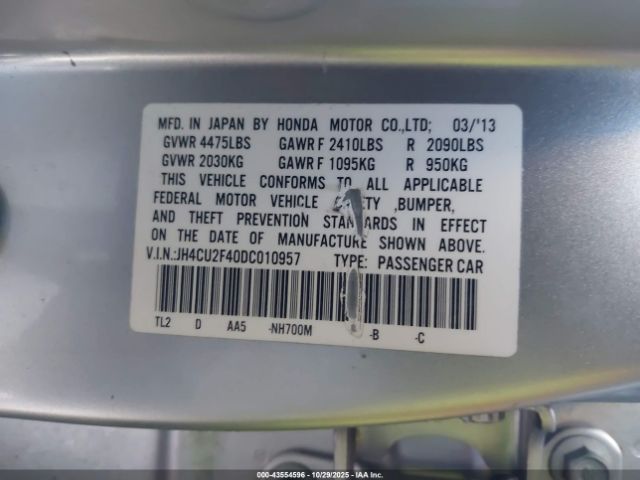 MFD. IN JAPAN BY HONDA MOTOR CO.,LTD; 03/'13
GVWR 4475LBS GAWR F 2410LBS R 2090LBS
GVWR 2030KG GAWR F 1095KG R 950KG
THIS VEHICLE CONFORMS TO ALL APPLICABLE
FEDERAL MOTOR VEHICLE ,BUMPER,
AND THEFT PREVENTION STANDARDS IN EFFECT
ON THE DATE OF MANUFACTURE SHOWN ABOVE.
V.I.N.:JH4CU2F40DC010957 TYPE: PASSENGER CAR
TL2 D AA5 -NH700M -B -C
000-43554596 - 10/29/2025 - IAA Inc.